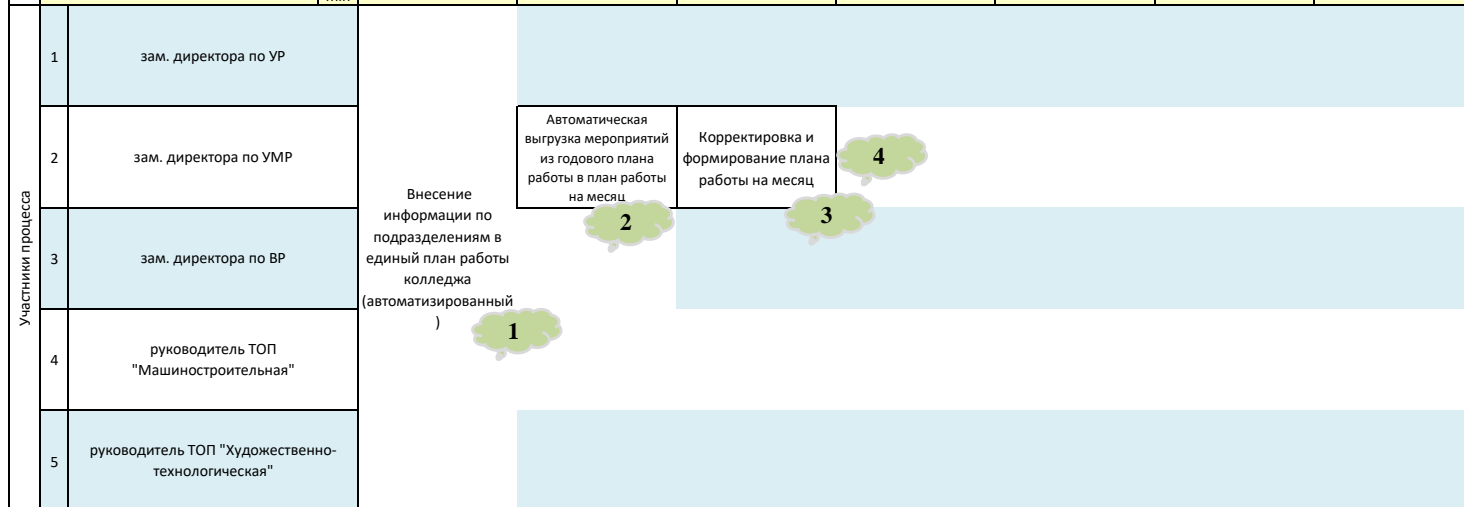 Участники процесса
1
зам. директора по УР
2
зам. директора по УМР
Автоматическая
выгрузка мероприятий
из годового плана
работы в план работы
на месяц
Корректировка и
формирование плана
работы на месяц
4
2
3
3
зам. директора по ВР
Внесение
информации по
подразделениям в
единый план работы
колледжа
(автоматизированный
)
1
4
руководитель ТОП
"Машиностроительная"
5
руководитель ТОП "Художественно-
технологическая"